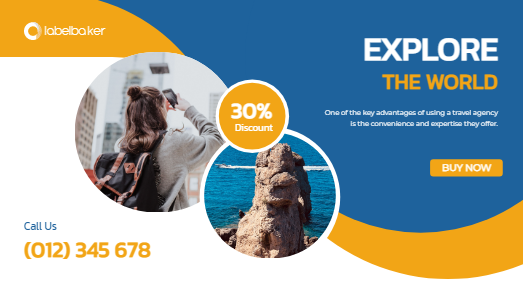 labelbaker
EXPLORE
THE WORLD
One of the key advantages of using a travel agency
is the convenience and expertise they offer.
BUY NOW
30%
Discount
Call Us
(012) 345 678